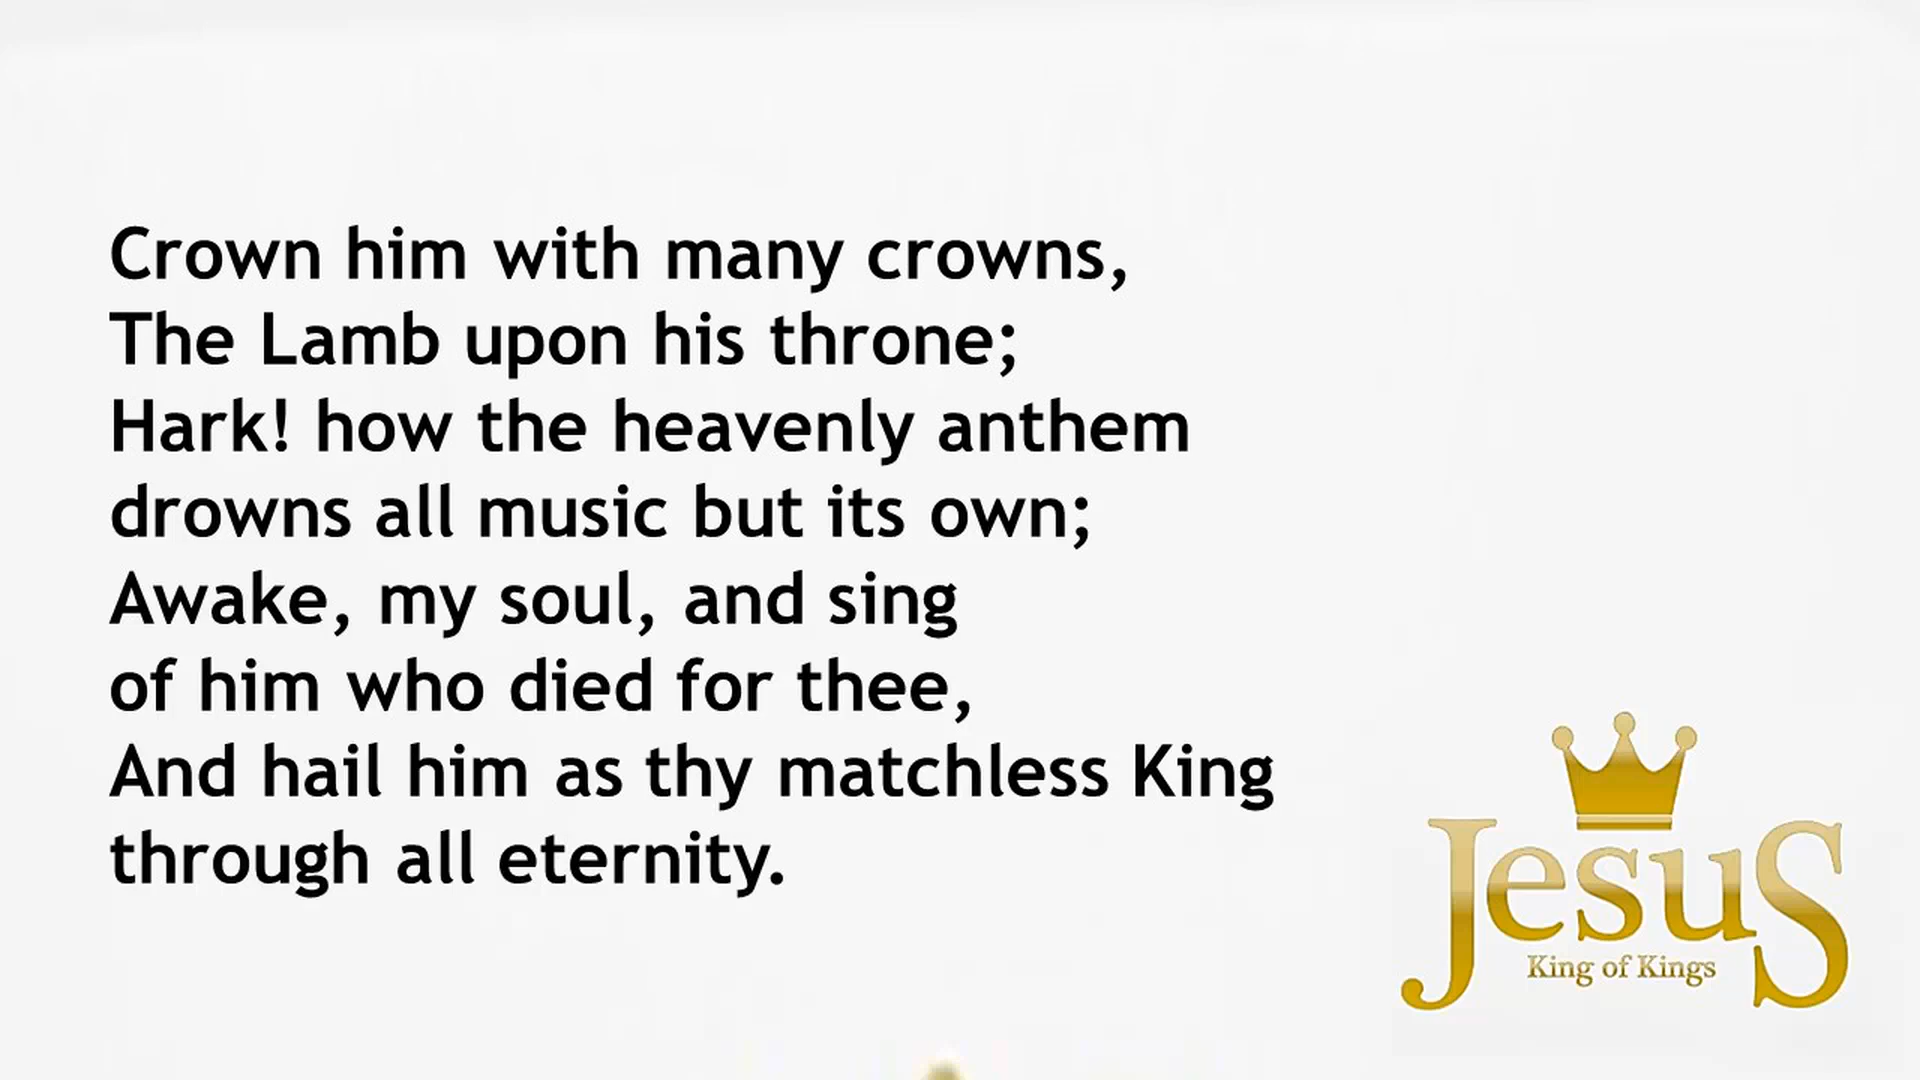 Crown him with many crowns,
The Lamb upon his throne;
Hark! how the heavenly anthem
drowns all music but its own;
Awake, my soul, and sing
of him who died for thee,
And hail him as thy matchless King
through all eternity.
Jesus
King of Kings